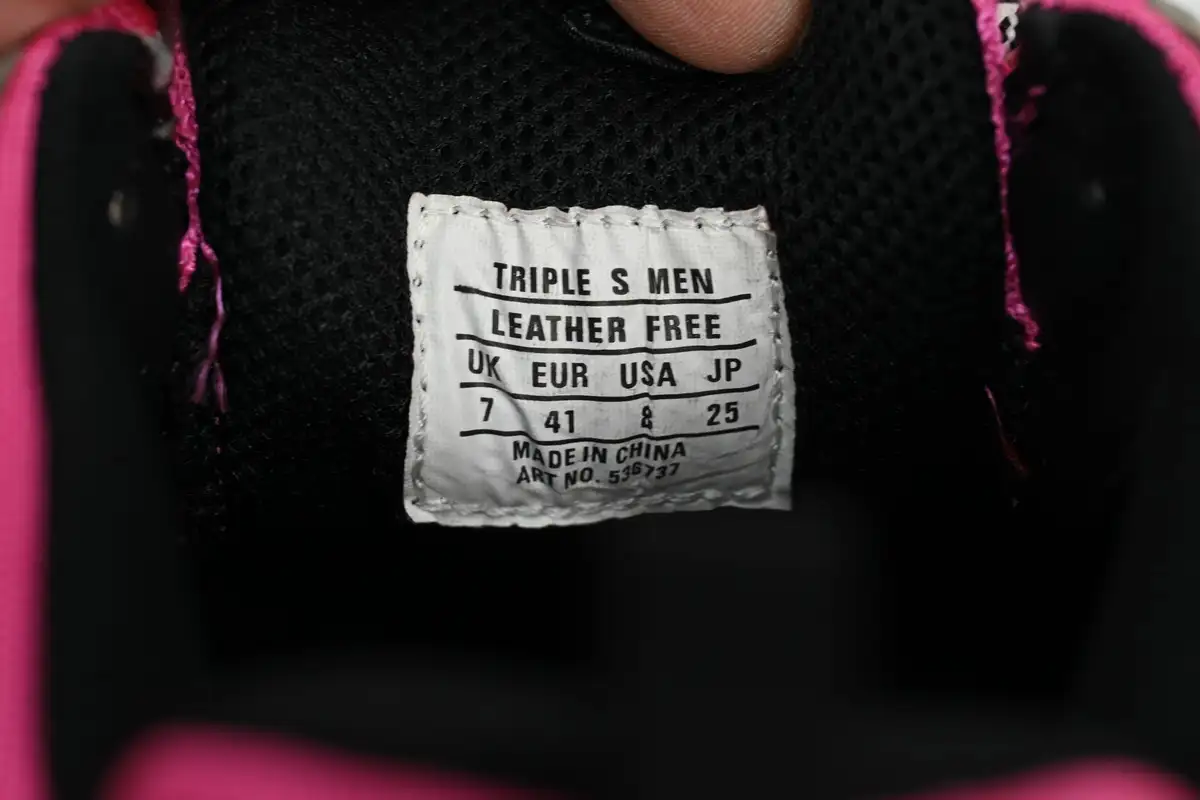 TRIPLE S MEN
LEATHER FREE
UK EUR USA JP
7 41 8 25
MADE IN CHINA
ART NO. 536737